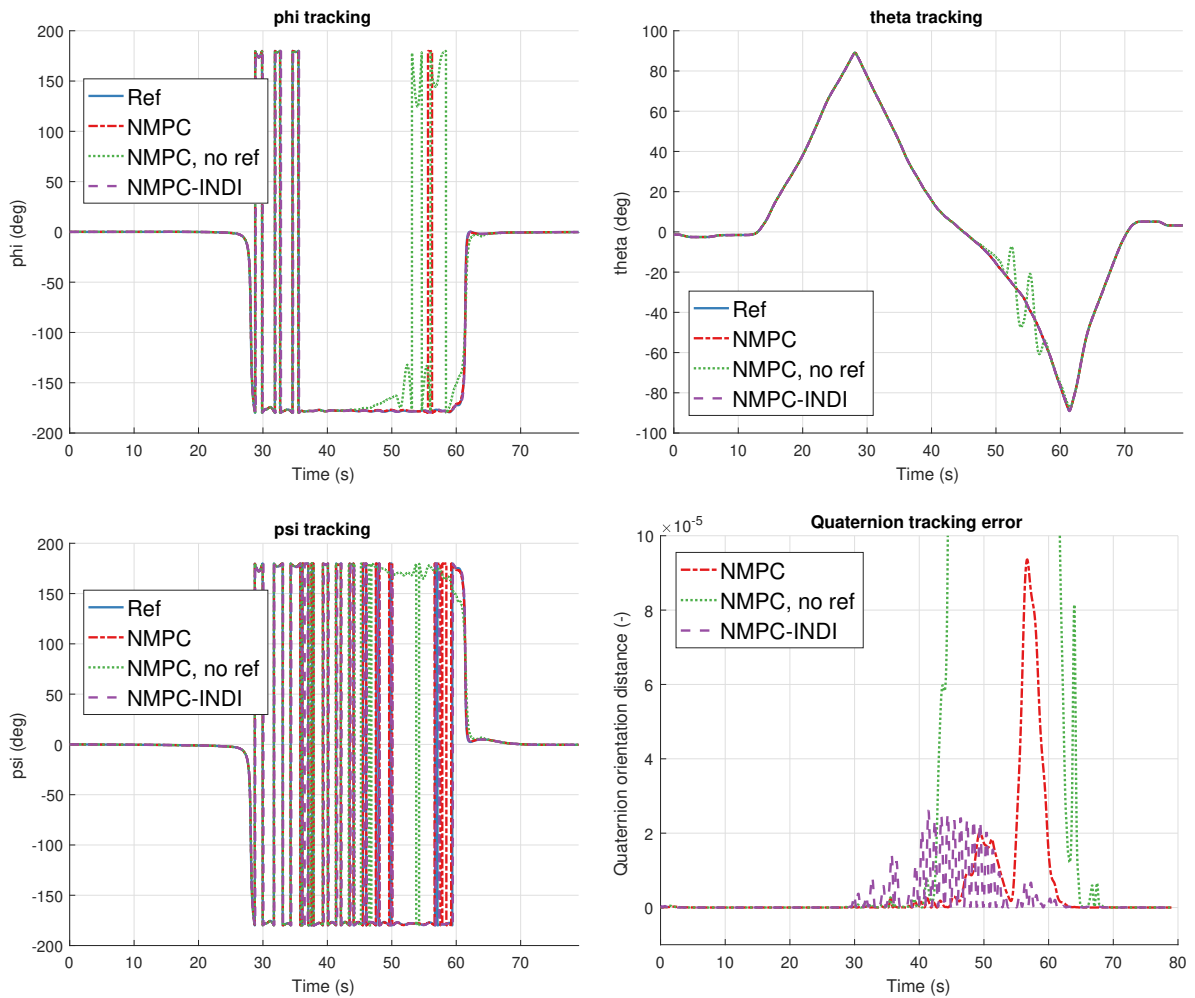 phi tracking
200
150
100
50
0
-50
-100
-150
-200
phi (deg)
Ref
NMPC
NMPC, no ref
NMPC-INDI
0 10 20 30 40 50 60 70
Time (s)
theta tracking
100
80
60
40
20
0
-20
-40
-60
-80
-100
theta (deg)
Ref
NMPC
NMPC, no ref
NMPC-INDI
0 10 20 30 40 50 60 70
Time (s)
psi tracking
200
150
100
50
0
-50
-100
-150
-200
psi (deg)
Ref
NMPC
NMPC, no ref
NMPC-INDI
0 10 20 30 40 50 60 70
Time (s)
Quaternion tracking error
×10-5
10
8
6
4
2
0
Quaternion orientation distance (-)
NMPC
NMPC, no ref
NMPC-INDI
0 10 20 30 40 50 60 70 80
Time (s)